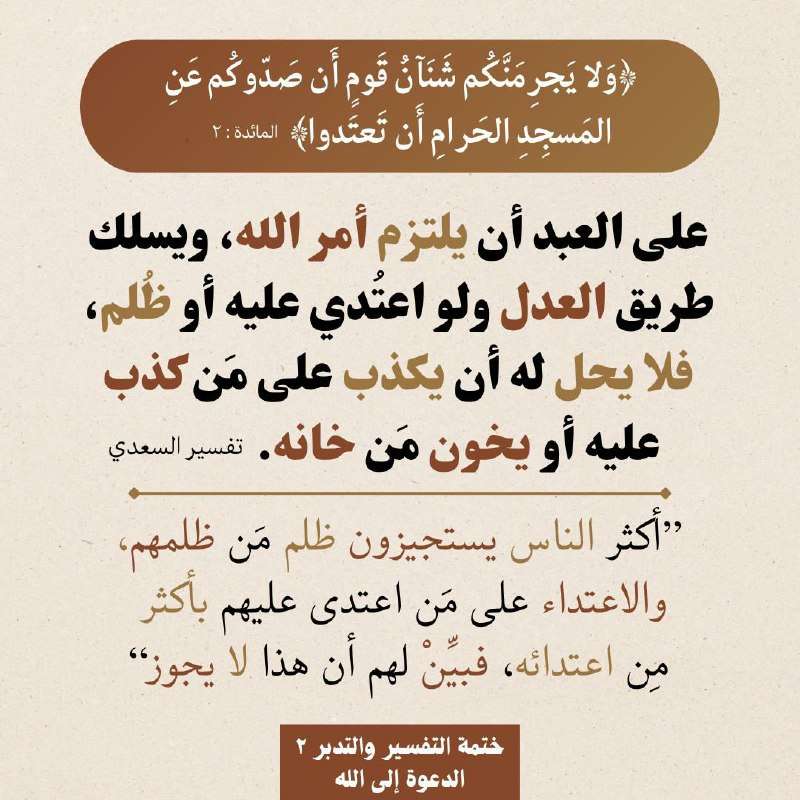 ﴿وَلا يَجرِمَنَّكُم شَنَآنُ قَومٍ أَن صَدّوكُم عَنِ
المَسجِدِ الحَرامِ أَن تَعتَدوا﴾ المائدة : ٢
على العبد أن يلتزم أمر الله، ويسلك
طريق العدل ولو اعتُدي عليه أو ظُلم،
فلا يحل له أن يكذب على مَن كذب
عليه أو يخون مَن خانه. تفسير السعدي
”أكثر الناس يستجيزون ظلم مَن ظلمهم،
والاعتداء على مَن اعتدى عليهم بأكثر
مِن اعتدائه، فبيِّنْ لهم أن هذا لا يجوز“
ختمة التفسير والتدبر ٢
الدعوة إلى الله